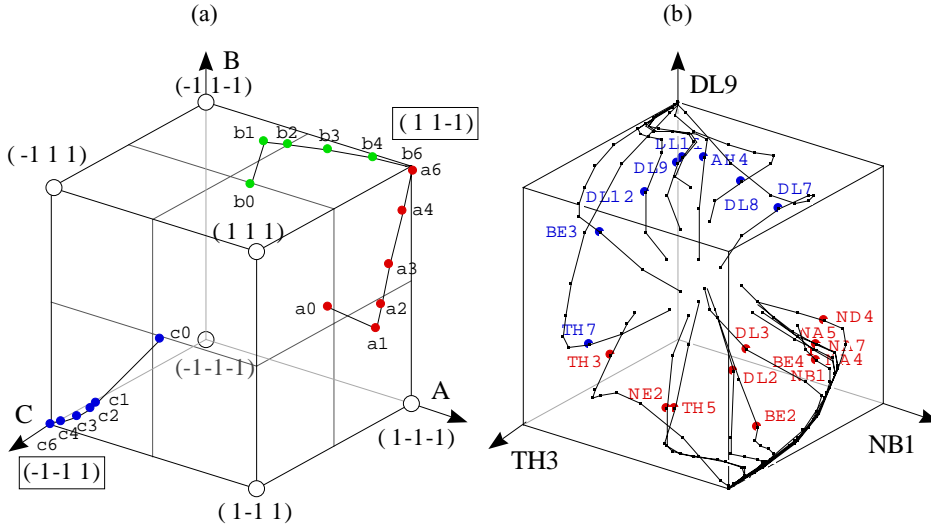 (a)
B
(-1 1-1)
b1 b2 b3 b4 b6
(1 1-1)
a6
(-1 1 1)
b0
a4
(1 1 1)
a3
a0
a2
a1
c0
(-1-1-1)
A
C
c1
c2
c3
c4
c6
(1-1-1)
(-1-1 1)
(1-1 1)
(b)
DL9
LL11
DL9
AH4
DL12
DL8
DL7
BE3
TH7
TH3
ND4
DL3
NA5
NA7
BE4
NA4
NB1
DL2
NE2
TH5
BE2
TH3
NB1